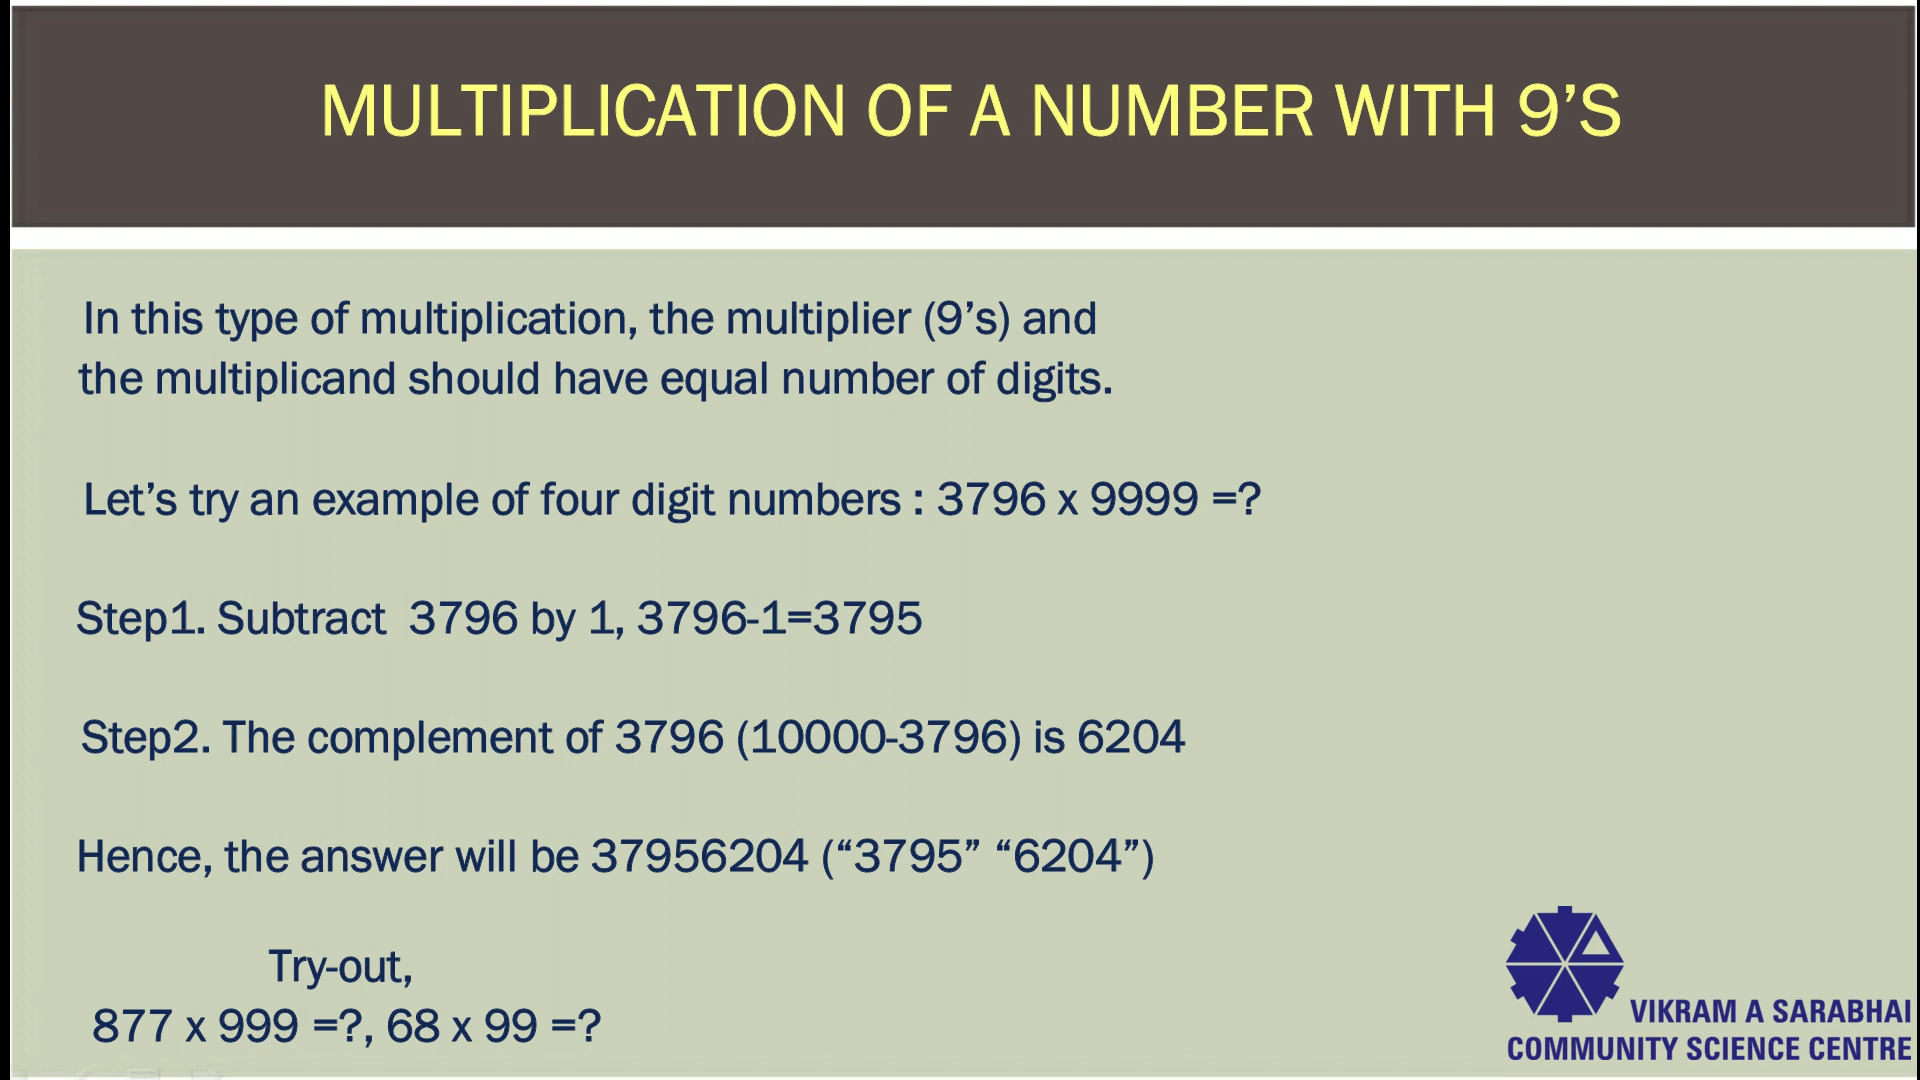 MULTIPLICATION OF A NUMBER WITH 9’S
In this type of multiplication, the multiplier (9’s) and
the multiplicand should have equal number of digits.
Let’s try an example of four digit numbers : 3796 x 9999 =?
Step1. Subtract 3796 by 1, 3796-1=3795
Step2. The complement of 3796 (10000-3796) is 6204
Hence, the answer will be 37956204 (“3795” “6204”)
Try-out,
877 x 999 =?, 68 x 99 =?
VIKRAM A SARABHAI
COMMUNITY SCIENCE CENTRE